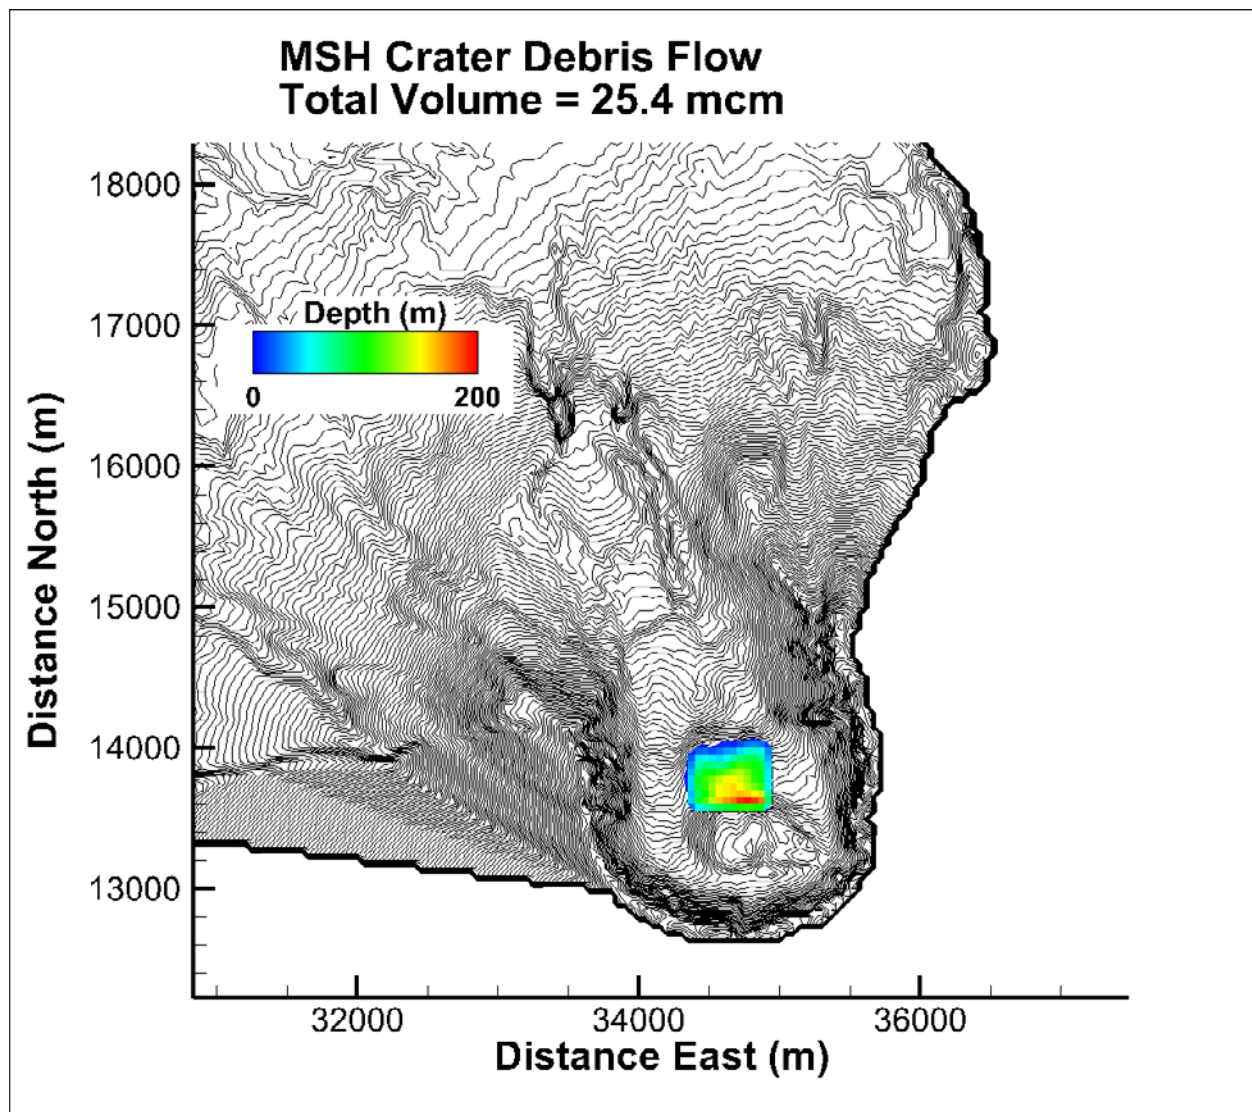 MSH Crater Debris Flow
Total Volume = 25.4 mcm
18000
17000
16000
15000
14000
13000
Distance North (m)
Depth (m)
0 200
32000 34000 36000
Distance East (m)